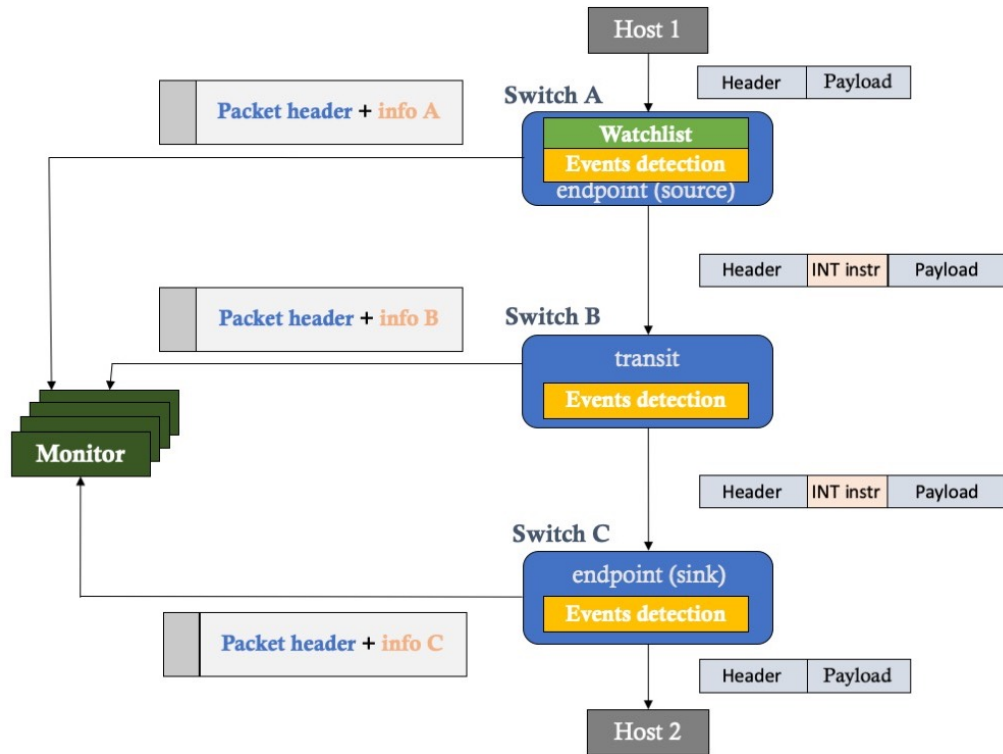 Host 1
Header Payload
Packet header + info A
Switch A
Watchlist
Events detection
endpoint (source)
Header INT instr Payload
Packet header + info B
Switch B
transit
Events detection
Monitor
Header INT instr Payload
Switch C
endpoint (sink)
Events detection
Packet header + info C
Header Payload
Host 2